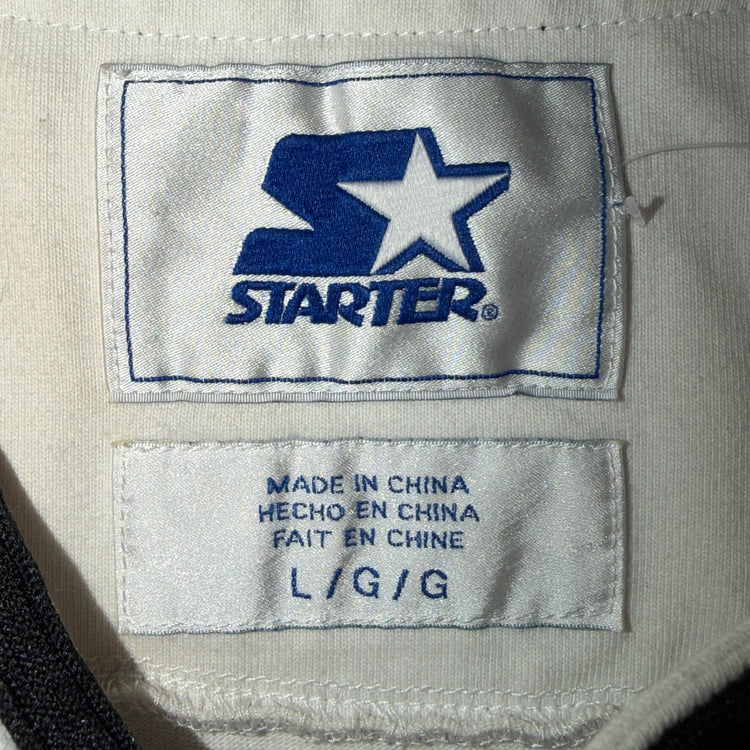 STARTER®
MADE IN CHINA
HECHO EN CHINA
FAIT EN CHINE
L/G/G